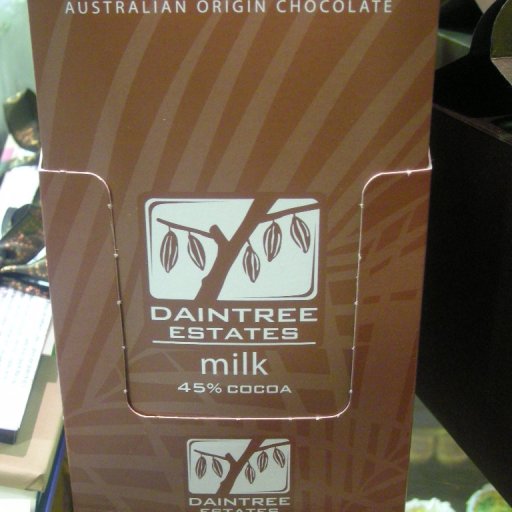 AUSTRALIAN ORIGIN CHOCOLATE
DAINTREE
ESTATES
milk
45% COCOA
DAINTREE
ESTATES